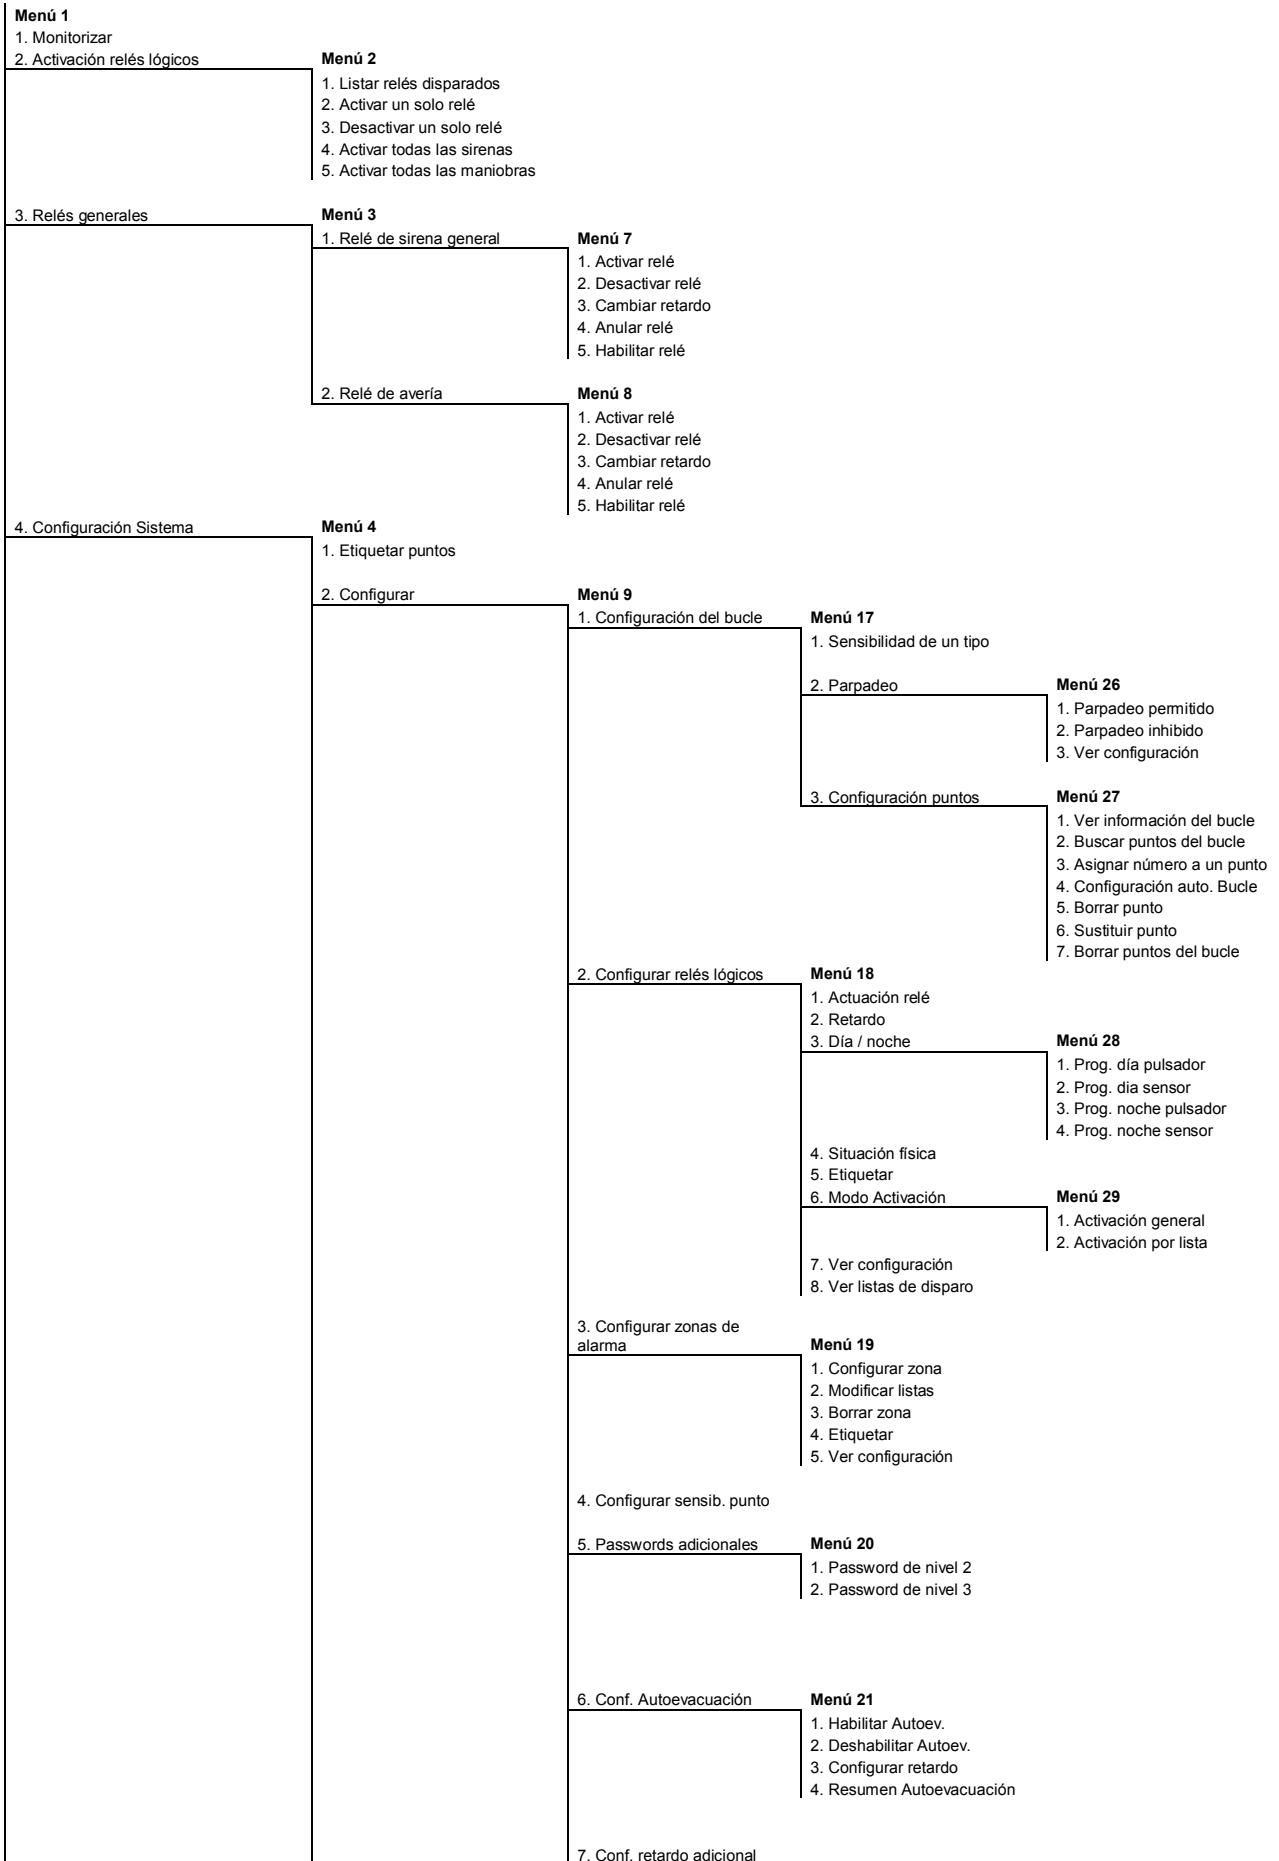 Menú 1
1. Monitorizar
2. Activación relés lógicos
Menú 2
1. Listar relés disparados
2. Activar un solo relé
3. Desactivar un solo relé
4. Activar todas las sirenas
5. Activar todas las maniobras
3. Relés generales
Menú 3
1. Relé de sirena general
Menú 7
1. Activar relé
2. Desactivar relé
3. Cambiar retardo
4. Anular relé
5. Habilitar relé
2. Relé de avería
Menú 8
1. Activar relé
2. Desactivar relé
3. Cambiar retardo
4. Anular relé
5. Habilitar relé
4. Configuración Sistema
Menú 4
1. Etiquetar puntos
2. Configurar
Menú 9
1. Configuración del bucle
Menú 17
1. Sensibilidad de un tipo
2. Parpadeo
Menú 26
1. Parpadeo permitido
2. Parpadeo inhibido
3. Ver configuración
3. Configuración puntos
Menú 27
1. Ver información del bucle
2. Buscar puntos del bucle
3. Asignar número a un punto
4. Configuración auto. Bucle
5. Borrar punto
6. Sustituir punto
7. Borrar puntos del bucle
2. Configurar relés lógicos
Menú 18
1. Actuación relé
2. Retardo
3. Día / noche
Menú 28
1. Prog. día pulsador
2. Prog. dia sensor
3. Prog. noche pulsador
4. Prog. noche sensor
4. Situación física
5. Etiquetar
6. Modo Activación
Menú 29
1. Activación general
2. Activación por lista
7. Ver configuración
8. Ver listas de disparo
3. Configurar zonas de
alarma
Menú 19
1. Configurar zona
2. Modificar listas
3. Borrar zona
4. Etiquetar
5. Ver configuración
4. Configurar sensib. punto
5. Passwords adicionales
Menú 20
1. Password de nivel 2
2. Password de nivel 3
6. Conf. Autoevacuación
Menú 21
1. Habilitar Autoev.
2. Deshabilitar Autoev.
3. Configurar retardo
4. Resumen Autoevacuación
7. Conf. retardo adicional